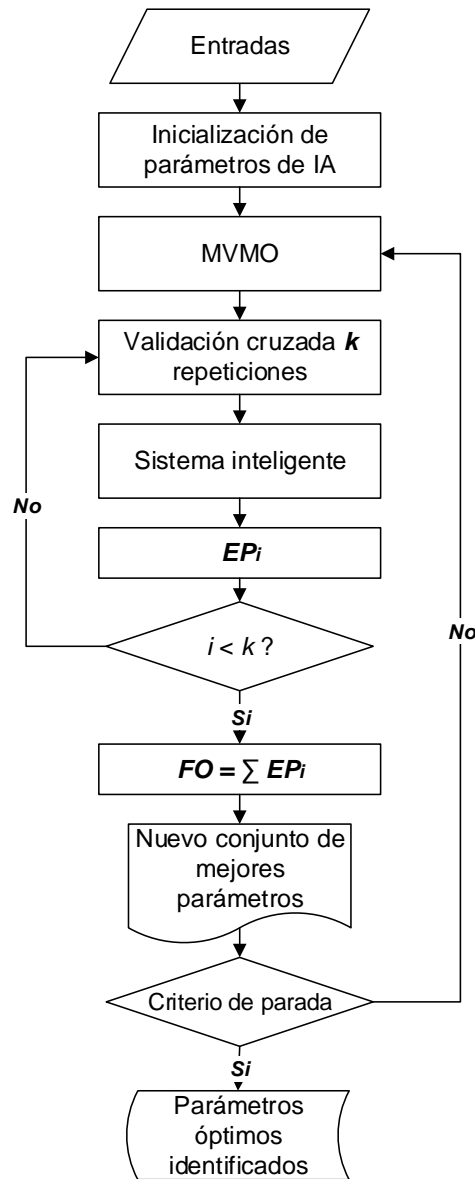 Entradas
Inicialización de
parámetros de IA
MVMO
Validación cruzada k
repeticiones
Sistema inteligente
No
EPi
i < k ?
No
Si
FO = ∑ EPi
Nuevo conjunto de
mejores
parámetros
Criterio de parada
Si
Parámetros
óptimos
identificados